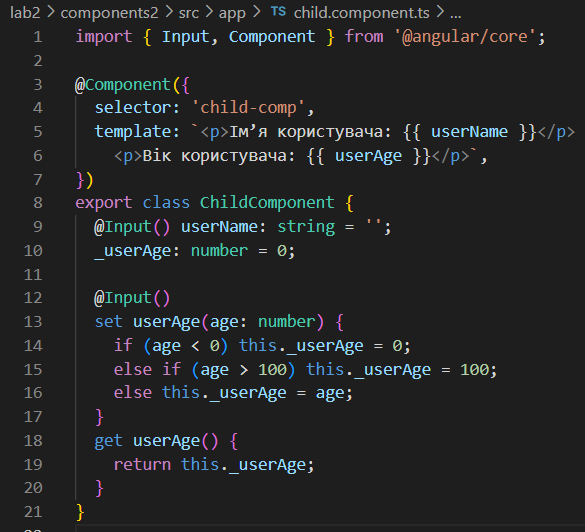 lab2 > components2 > src > app > TS child.component.ts > ...
1 import { Input, Component } from '@angular/core';
2
3 @Component({
4   selector: 'child-comp',
5   template: `<p>Ім’я користувача: {{ userName }}</p>
6     <p>Вік користувача: {{ userAge }}</p>`,
7 })
8 export class ChildComponent {
9   @Input() userName: string = '';
10   _userAge: number = 0;
11
12   @Input()
13   set userAge(age: number) {
14     if (age < 0) this._userAge = 0;
15     else if (age > 100) this._userAge = 100;
16     else this._userAge = age;
17   }
18   get userAge() {
19     return this._userAge;
20   }
21 }